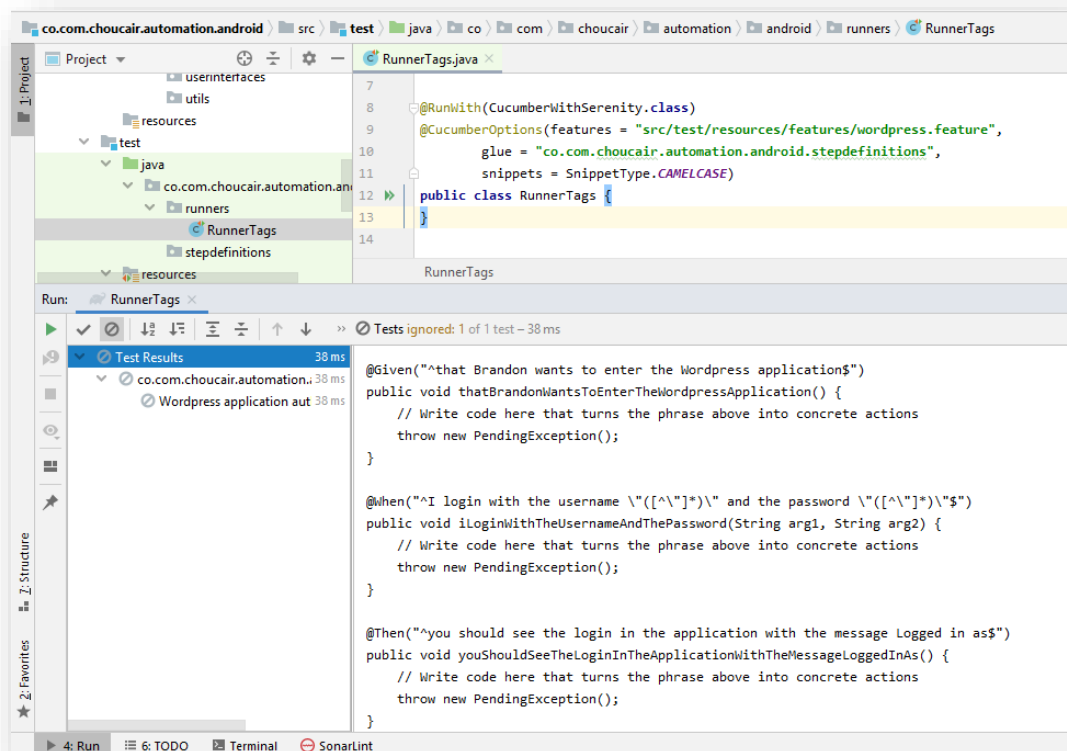 co.com.choucair.automation.android src test java co com choucair automation android runners RunnerTags
1: Project
Project
RunnerTags.java
userinterfaces
utils
resources
test
java
co.com.choucair.automation.an
runners
RunnerTags
stepdefinitions
resources
7
8 @RunWith(CucumberWithSerenity.class)
9 @CucumberOptions(features = "src/test/resources/features/wordpress.feature",
10 glue = "co.com.choucair.automation.android.stepdefinitions",
11 snippets = SnippetType.CAMELCASE)
12 public class RunnerTags {
13 }
14
RunnerTags
Run: RunnerTags
Tests ignored: 1 of 1 test – 38 ms
Test Results 38 ms
co.com.choucair.automation. 38 ms
Wordpress application aut 38 ms
@Given("^that Brandon wants to enter the Wordpress application$")
public void thatBrandonWantsToEnterTheWordpressApplication() {
// Write code here that turns the phrase above into concrete actions
throw new PendingException();
}
@When("^I login with the username \"([^\"]*)\" and the password \"([^\"]*)\"$")
public void iLoginWithTheUsernameAndThePassword(String arg1, String arg2) {
// Write code here that turns the phrase above into concrete actions
throw new PendingException();
}
@Then("^you should see the login in the application with the message Logged in as$")
public void youShouldSeeTheLoginInTheApplicationWithTheMessageLoggedInAs() {
// Write code here that turns the phrase above into concrete actions
throw new PendingException();
}
7: Structure
2: Favorites
4: Run 6: TODO Terminal SonarLint